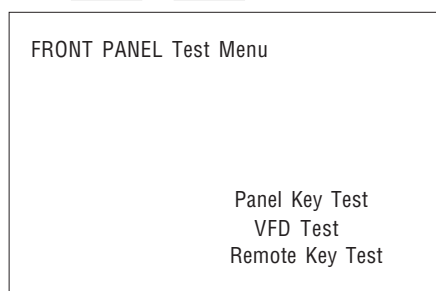 FRONT PANEL Test Menu
Panel Key Test
VFD Test
Remote Key Test